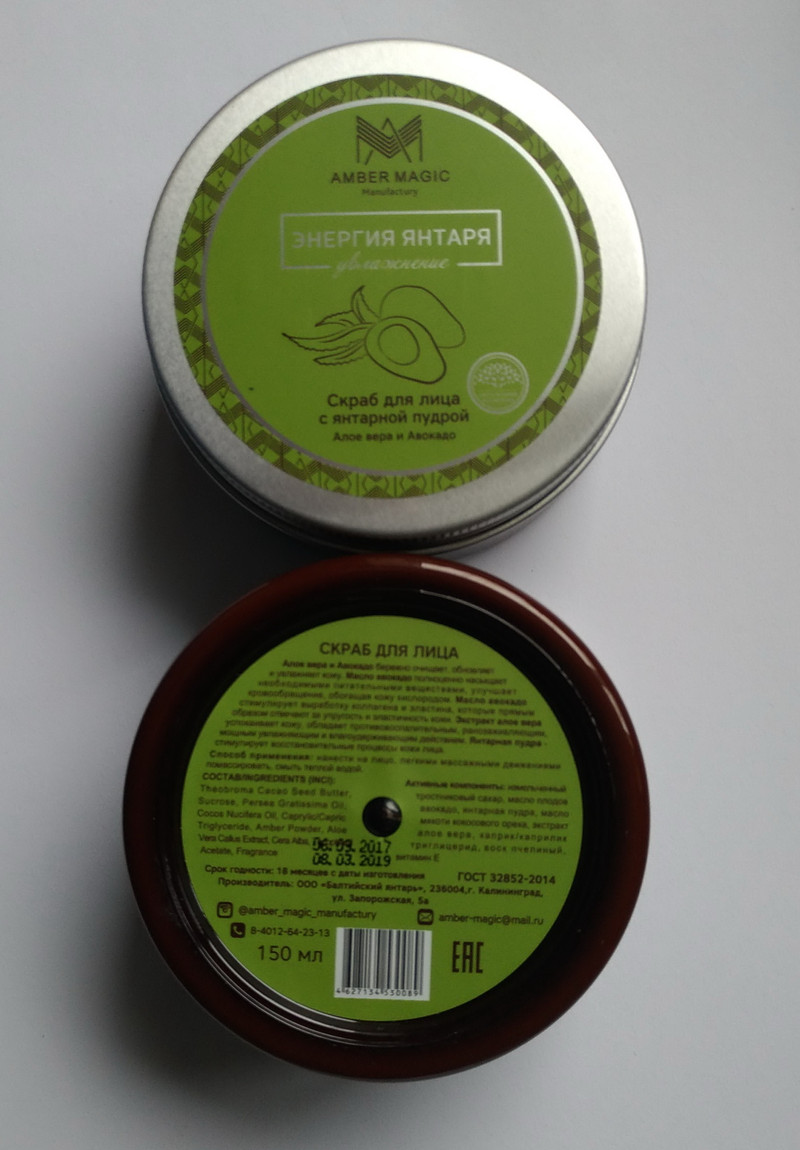 AMBER MAGIC
Manufactury
ЭНЕРГИЯ ЯНТАРЯ
увлажнение
Скраб для лица
с янтарной пудрой
Алое вера и Авокадо
СКРАБ ДЛЯ ЛИЦА
Алое вера и Авокадо бережно очищает, обновляет
и увлажняет кожу. Масло авокадо полноценно насыщает
необходимыми питательными веществами, улучшает
кровообращение, обогащая кожу кислородом. Масло авокадо
стимулирует выработку коллагена и эластина, которые прямым
образом отвечают за упругость и эластичность кожи. Экстракт алое вера
успокаивает кожу, обладает противовоспалительным, ранозаживляющим,
мощным увлажняющим и влагоудерживающим действием. Янтарная пудра -
стимулирует восстановительные процессы кожи лица.
Способ применения: нанести на лицо, легкими массажными движениями
помассировать, смыть теплой водой.
СОСТАВ/INGREDIENTS (INCI):
Theobroma Cacao Seed Butter,
Sucrose, Persea Gratissima Oil,
Cocos Nucifera Oil, Caprylic/Capric
Triglyceride, Amber Powder, Aloe
Vera Callus Extract, Cera Alba,
Acetate, Fragrance
Активные компоненты: измельченный
тростниковый сахар, масло плодов
авокадо, янтарная пудра, масло
мякоти кокосового ореха, экстракт
алое вера, каприк/каприлик
триглицерид, воск пчелиный,
витамин Е
06.09.2017
08.03.2019
Срок годности: 18 месяцев с даты изготовления
ГОСТ 32852-2014
Производитель: ООО «Балтийский янтарь», 236004,г. Калининград,
ул. Запорожская, 5а
@amber_magic_manufactury
amber-magic@mail.ru
8-4012-64-23-13
150 мл
EAC
4627134530089